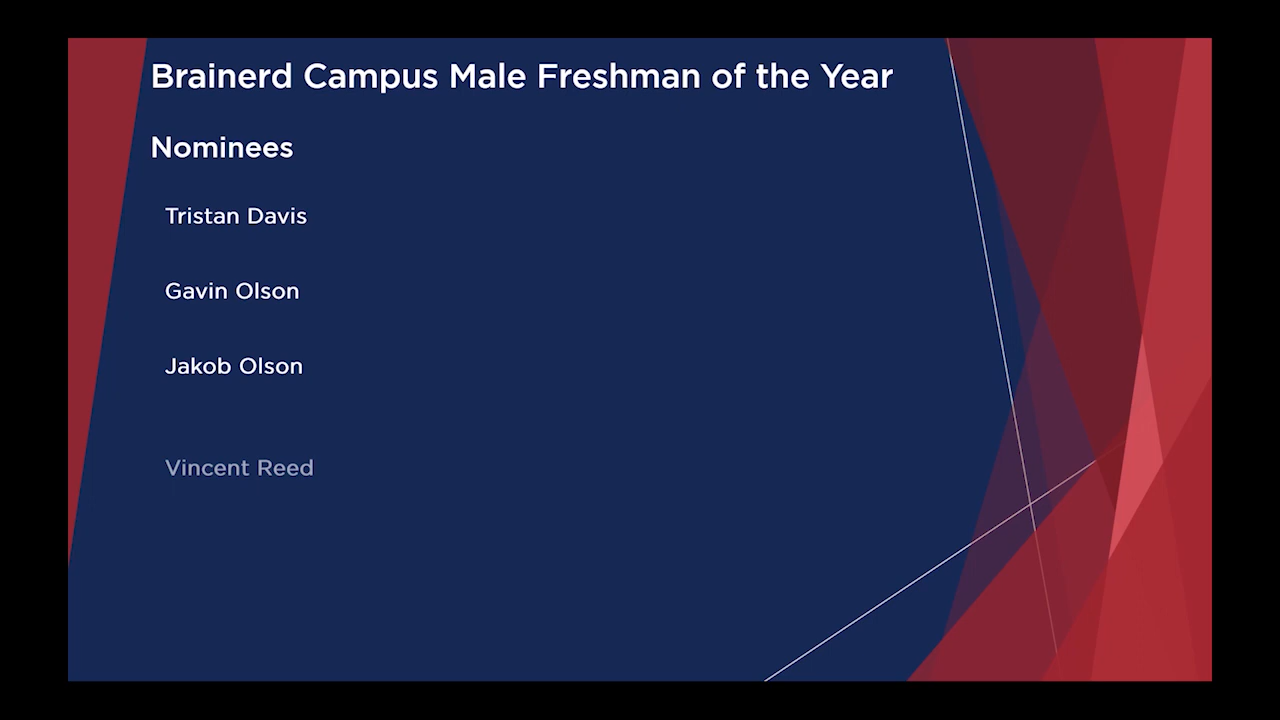 Brainerd Campus Male Freshman of the Year
Nominees
Tristan Davis
Gavin Olson
Jakob Olson
Vincent Reed